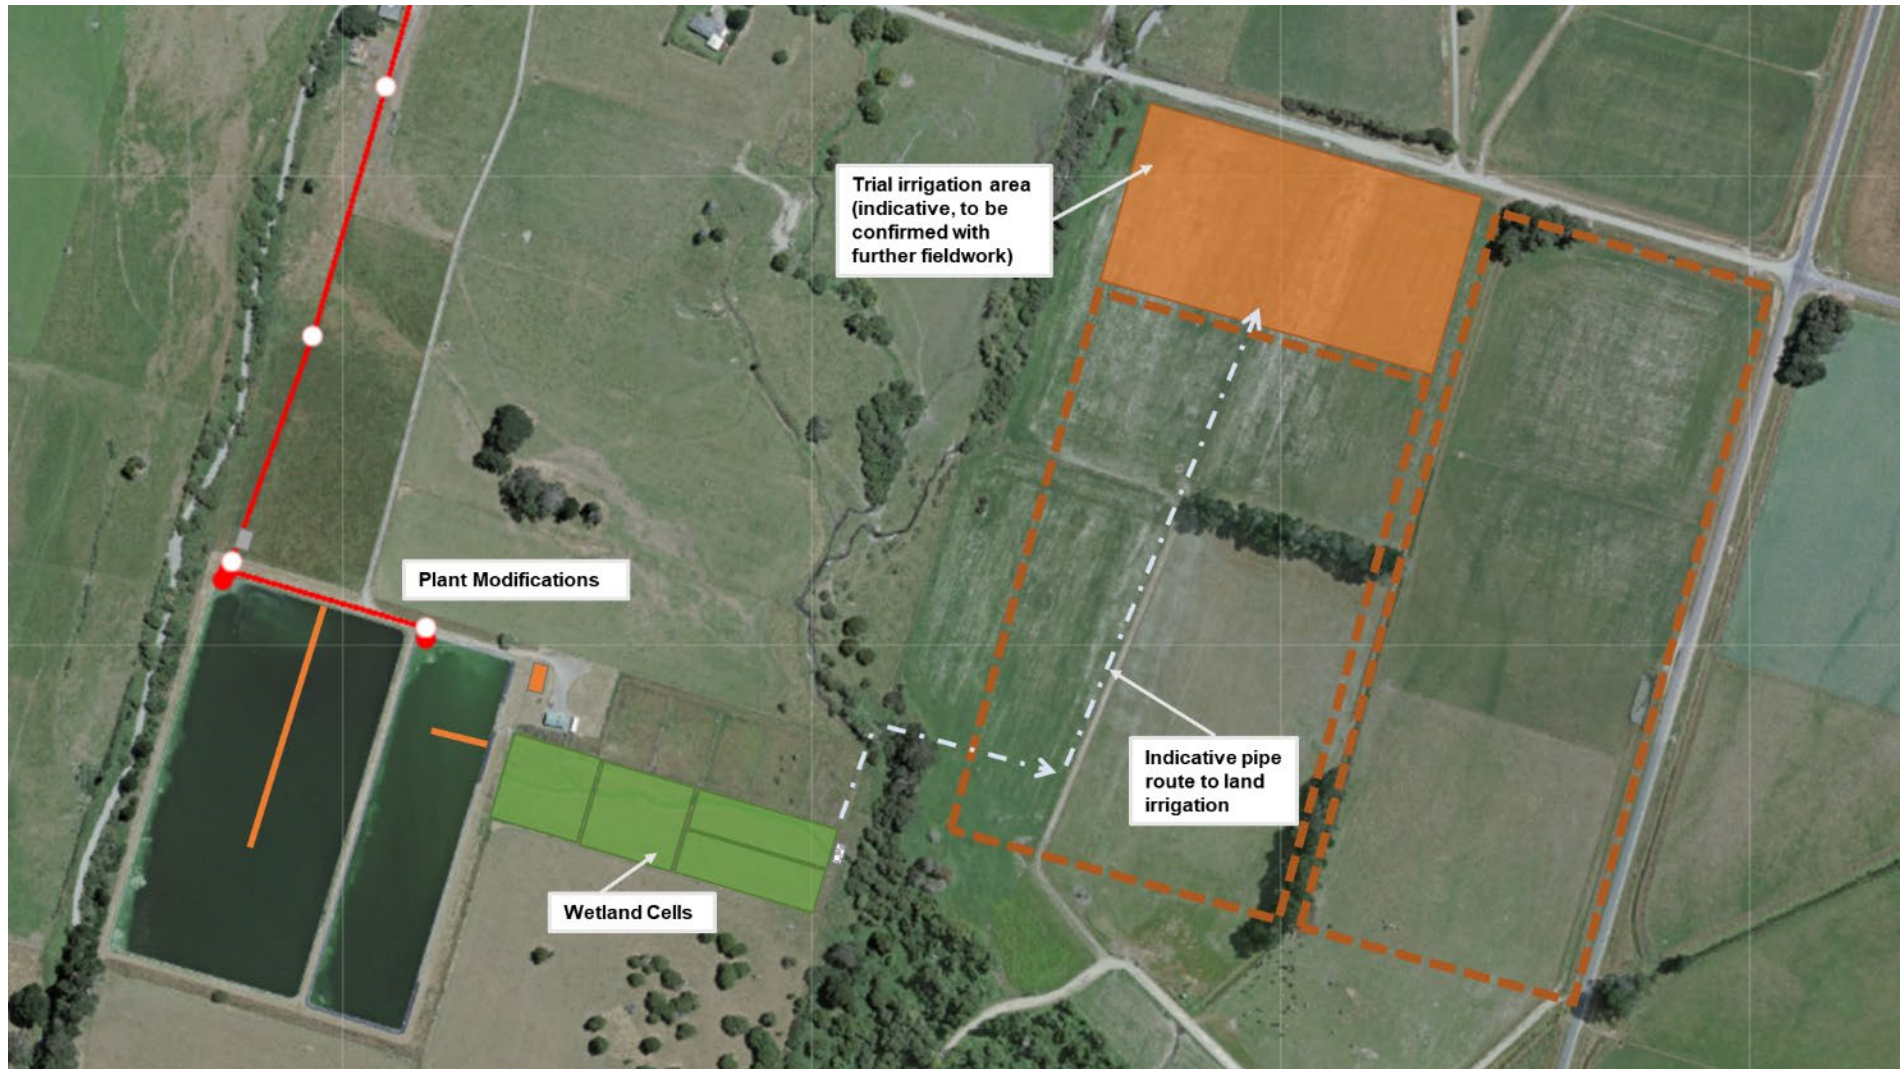 Trial irrigation area
(indicative, to be
confirmed with
further fieldwork)
Plant Modifications
Indicative pipe
route to land
irrigation
Wetland Cells